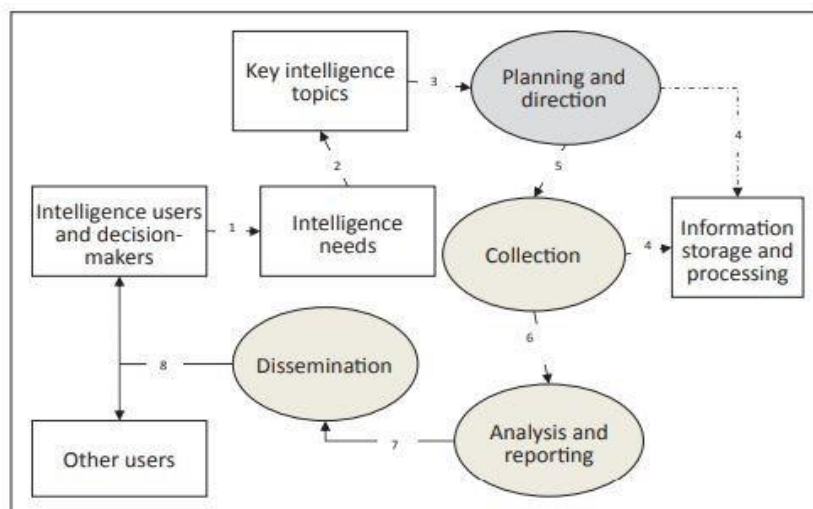 Key intelligence
topics
3
Planning and
direction
4
2
5
Intelligence users
and decision-
makers
1
Intelligence
needs
Collection
4
Information
storage and
processing
6
Dissemination
8
7
Analysis and
reporting
Other users